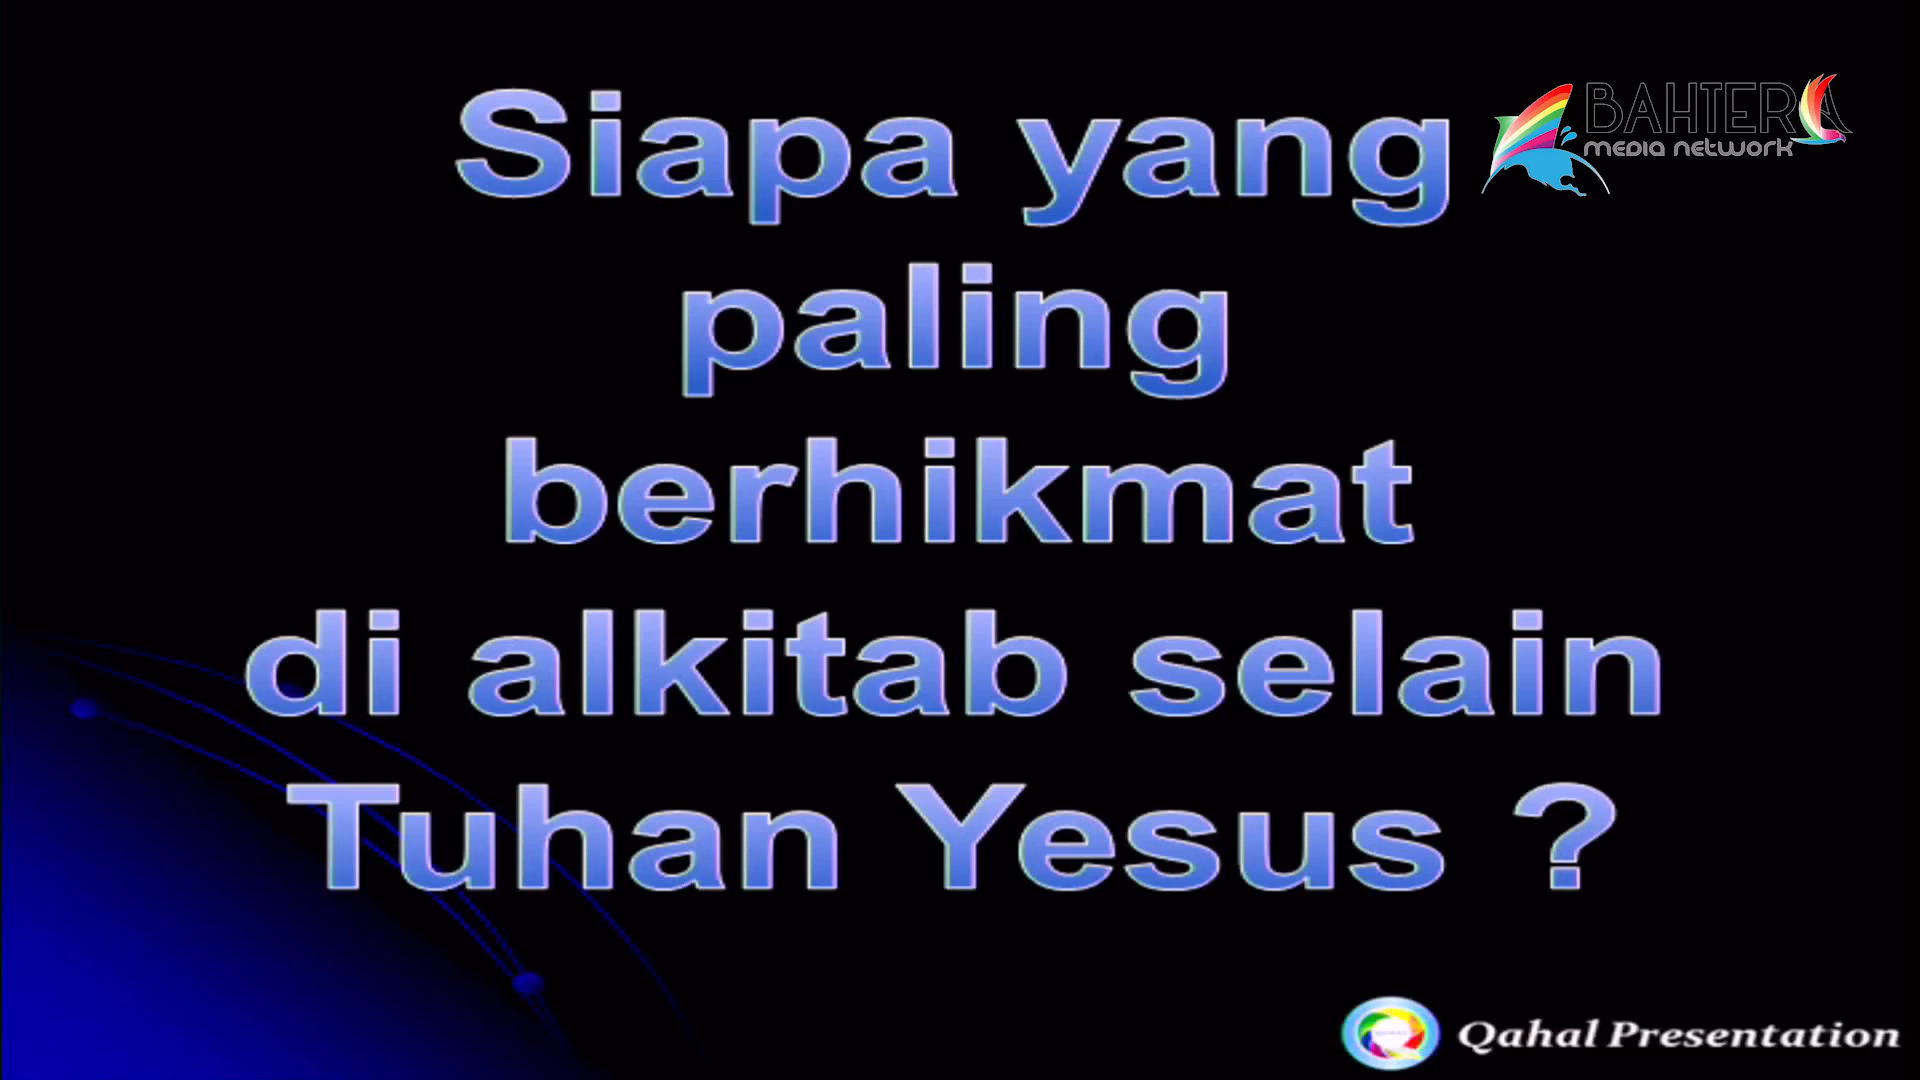 Siapa yang
paling
berhikmat
di alkitab selain
Tuhan Yesus ?
BAHTERA
MEDIA NETWORK
Qahal Presentation